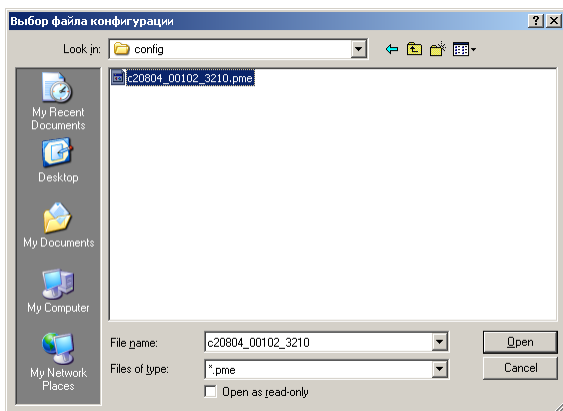 Выбор файла конфигурации
Look in:
config
c20804_00102_3210.pme
My Recent
Documents
Desktop
My Documents
My Computer
My Network
Places
File name:
c20804_00102_3210
Open
Files of type:
*.pme
Cancel
Open as read-only